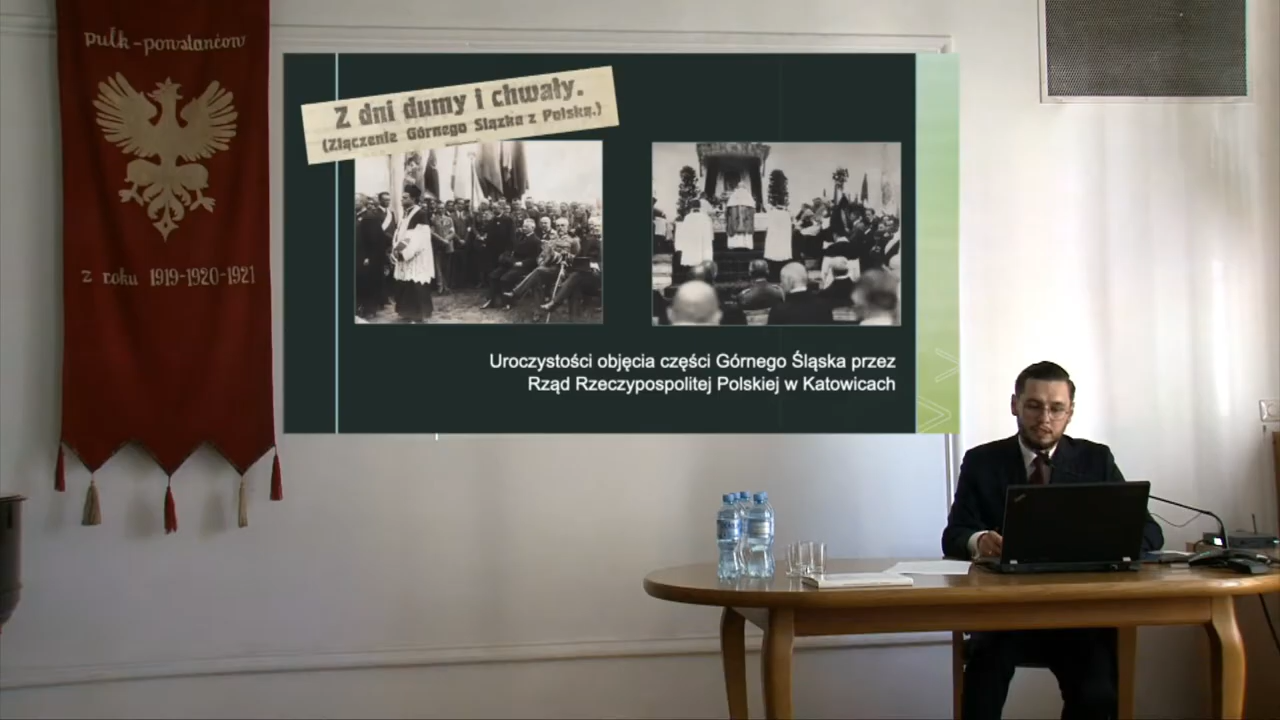 pułk-powstańców
z roku 1919-1920-1921
Z dni dumy i chwały.
(Złączenie Górnego Śląska z Polską.)
Uroczystości objęcia części Górnego Śląska przez
Rząd Rzeczypospolitej Polskiej w Katowicach